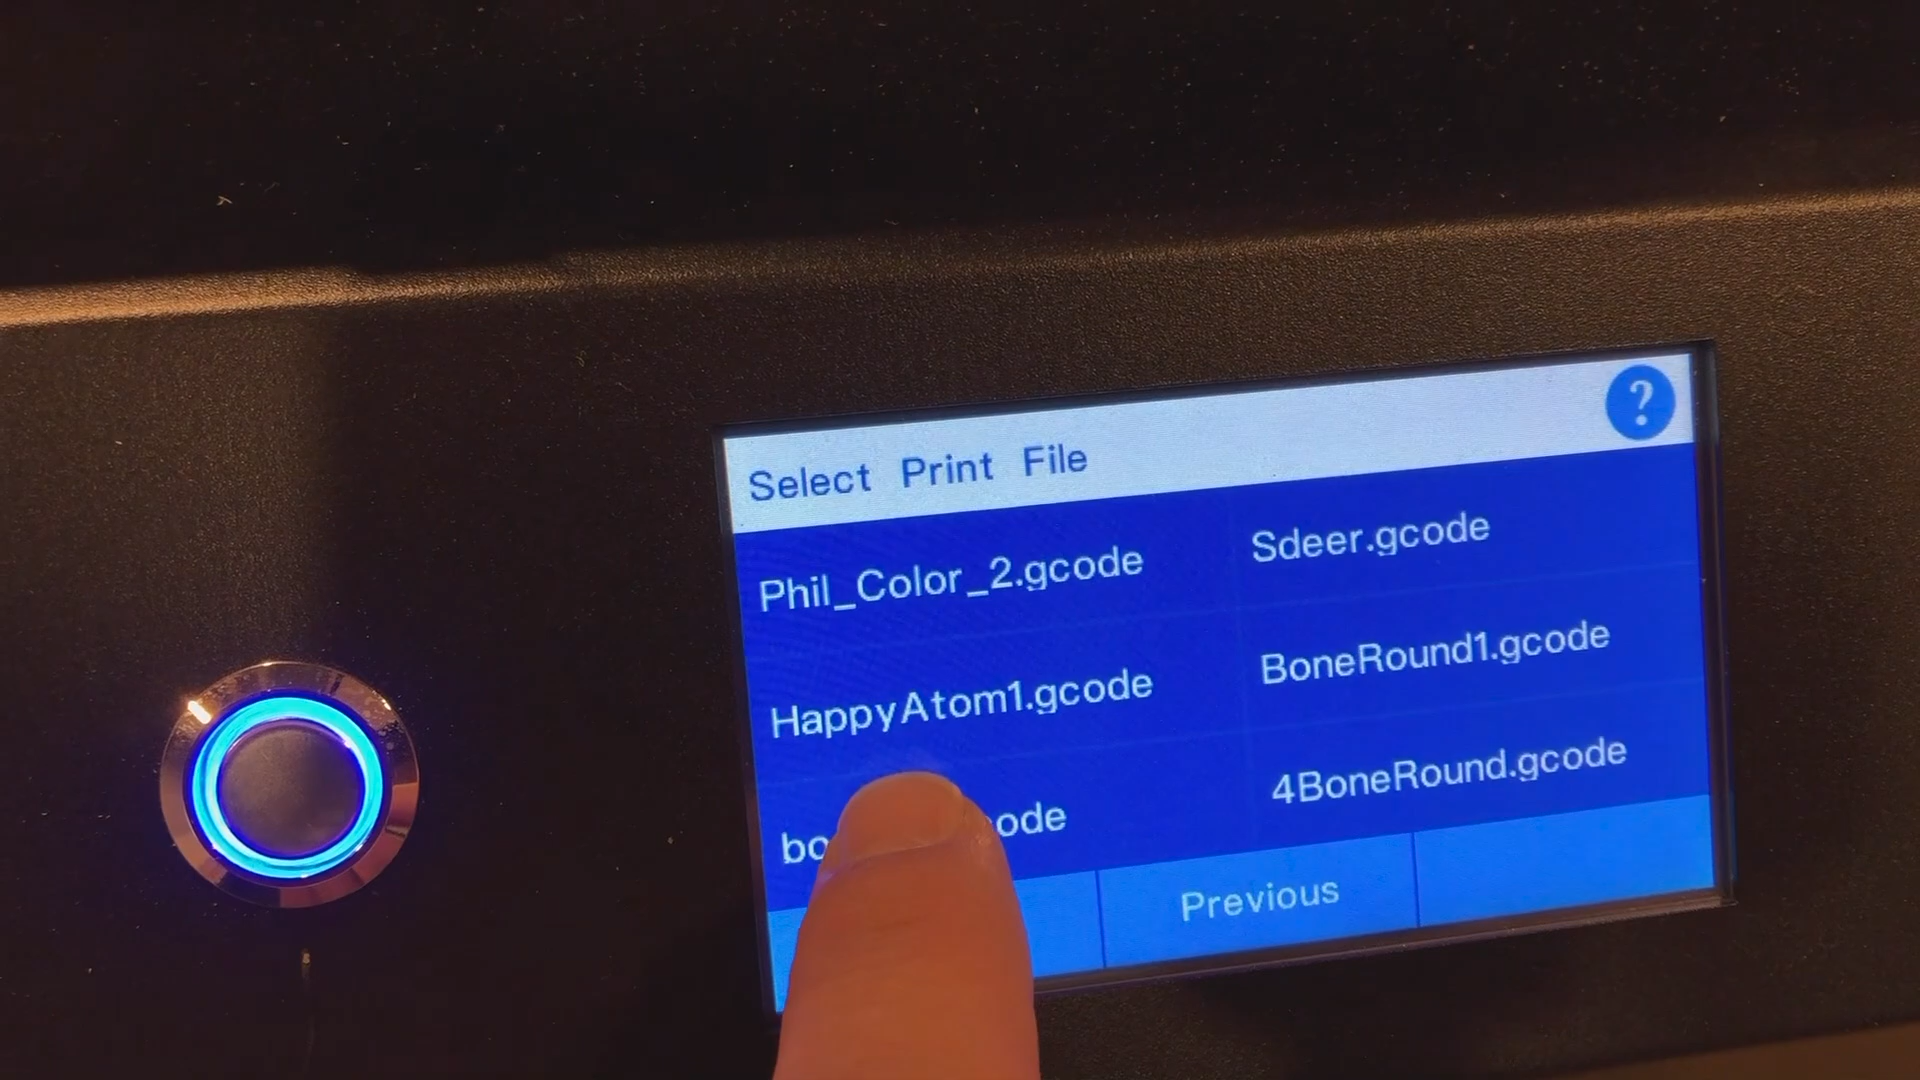 Select Print File ?
Phil_Color_2.gcode
Sdeer.gcode
HappyAtom1.gcode
BoneRound1.gcode
4BoneRound.gcode
Previous